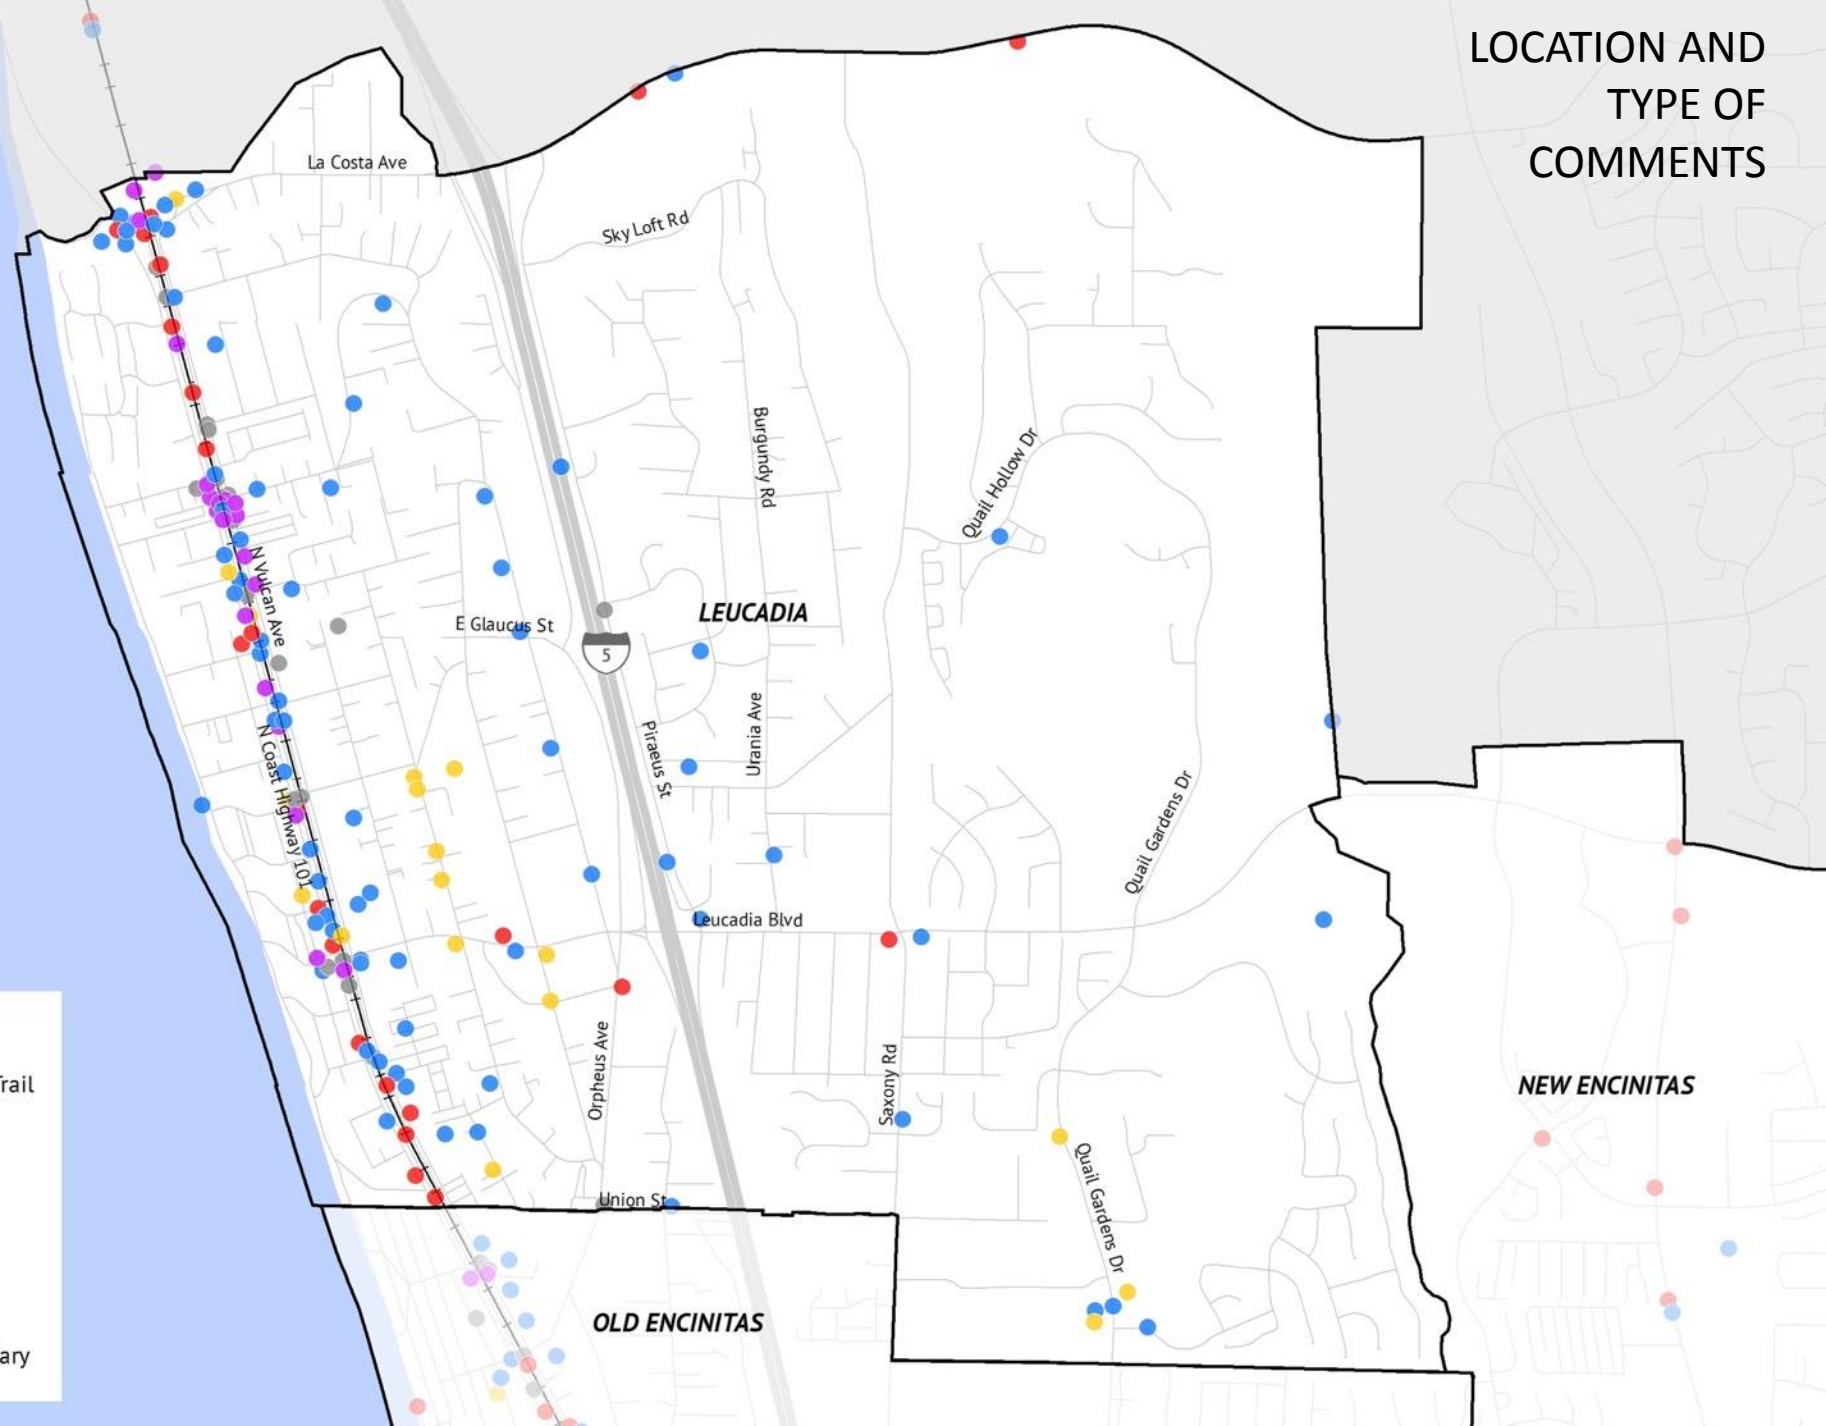 LOCATION AND
TYPE OF
COMMENTS
La Costa Ave
Sky Loft Rd
Burgundy Rd
Quail Hollow Dr
N Vulcan Ave
E Glaucus St
LEUCADIA
5
Piraeus St
Urania Ave
N Coast Highway 101
Quail Gardens Dr
Leucadia Blvd
Orpheus Ave
Saxony Rd
Trail
NEW ENCINITAS
Quail Gardens Dr
Union St
OLD ENCINITAS
ary